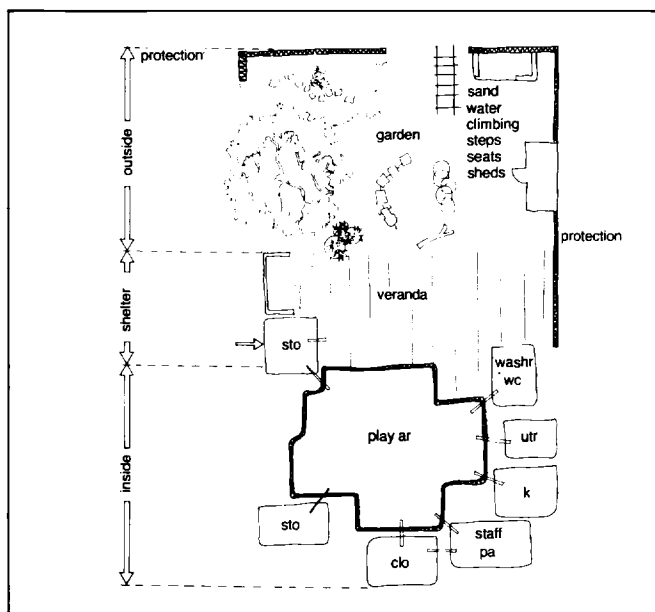 protection
outside
shelter
inside
garden
sand
water
climbing
steps
seats
sheds
protection
veranda
sto
washr
wc
play ar
utr
k
sto
staff
pa
clo